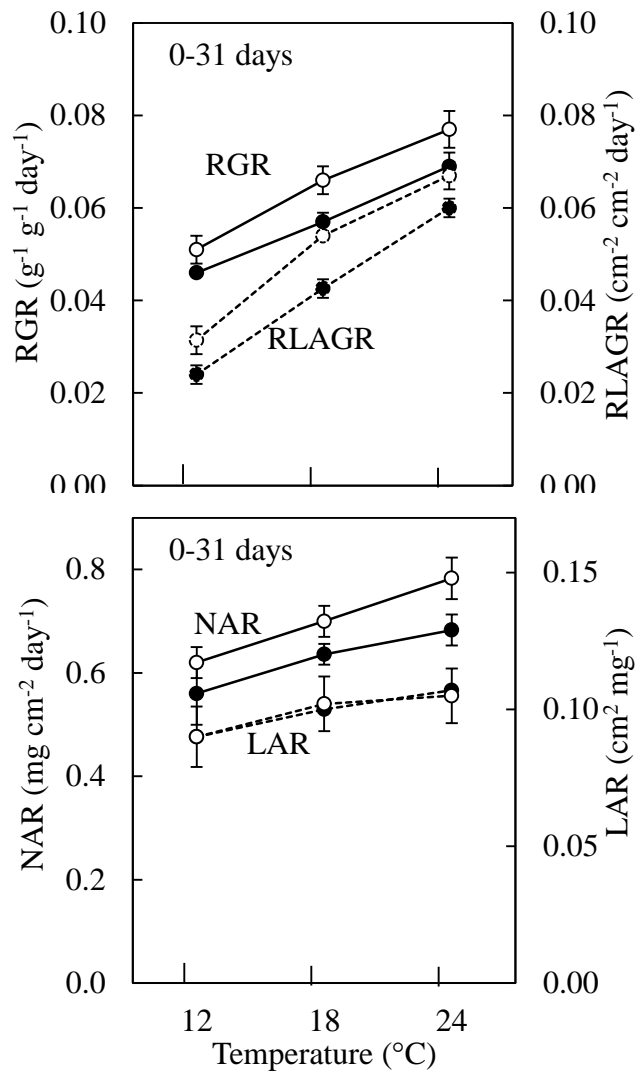 0.10
0.08
0.06
0.04
0.02
0.00
RGR (g⁻¹ g⁻¹ day⁻¹)
0-31 days
RGR
RLAGR
0.10
0.08
0.06
0.04
0.02
0.00
RLAGR (cm⁻² cm⁻² day⁻¹)
0.8
0.6
0.4
0.2
0.0
NAR (mg cm⁻² day⁻¹)
0-31 days
NAR
LAR
0.15
0.10
0.05
0.00
LAR (cm² mg⁻¹)
12 18 24
Temperature (°C)